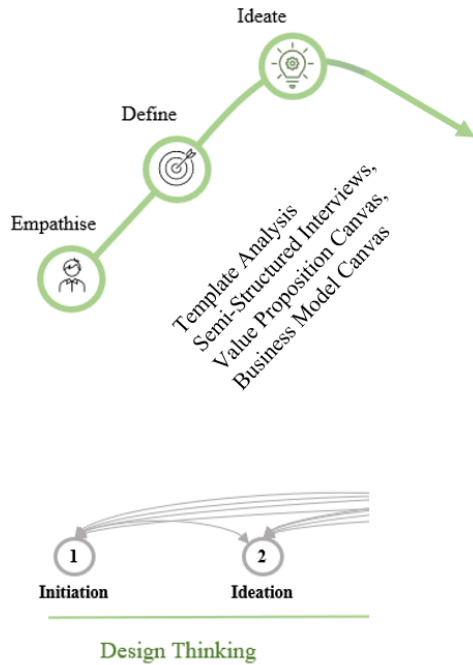 Ideate
Define
Empathise
Template Analysis
Semi-Structured Interviews,
Value Proposition Canvas,
Business Model Canvas
1
2
Initiation
Ideation
Design Thinking